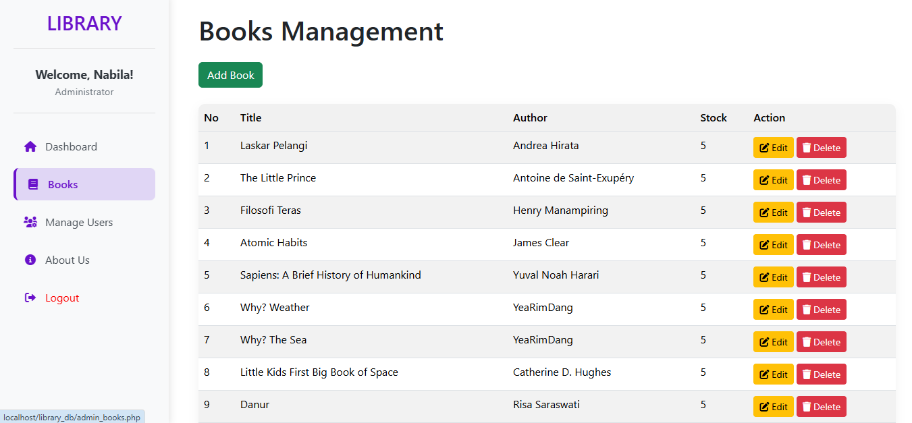 LIBRARY
Welcome, Nabila!
Administrator
Dashboard
Books
Manage Users
About Us
Logout
localhost/library_db/admin_books.php
Books Management
Add Book
No Title Author Stock Action
1 Laskar Pelangi Andrea Hirata 5 Edit Delete
2 The Little Prince Antoine de Saint-Exupéry 5 Edit Delete
3 Filosofi Teras Henry Manampiring 5 Edit Delete
4 Atomic Habits James Clear 5 Edit Delete
5 Sapiens: A Brief History of Humankind Yuval Noah Harari 5 Edit Delete
6 Why? Weather YeaRimDang 5 Edit Delete
7 Why? The Sea YeaRimDang 5 Edit Delete
8 Little Kids First Big Book of Space Catherine D. Hughes 5 Edit Delete
9 Danur Risa Saraswati 5 Edit Delete